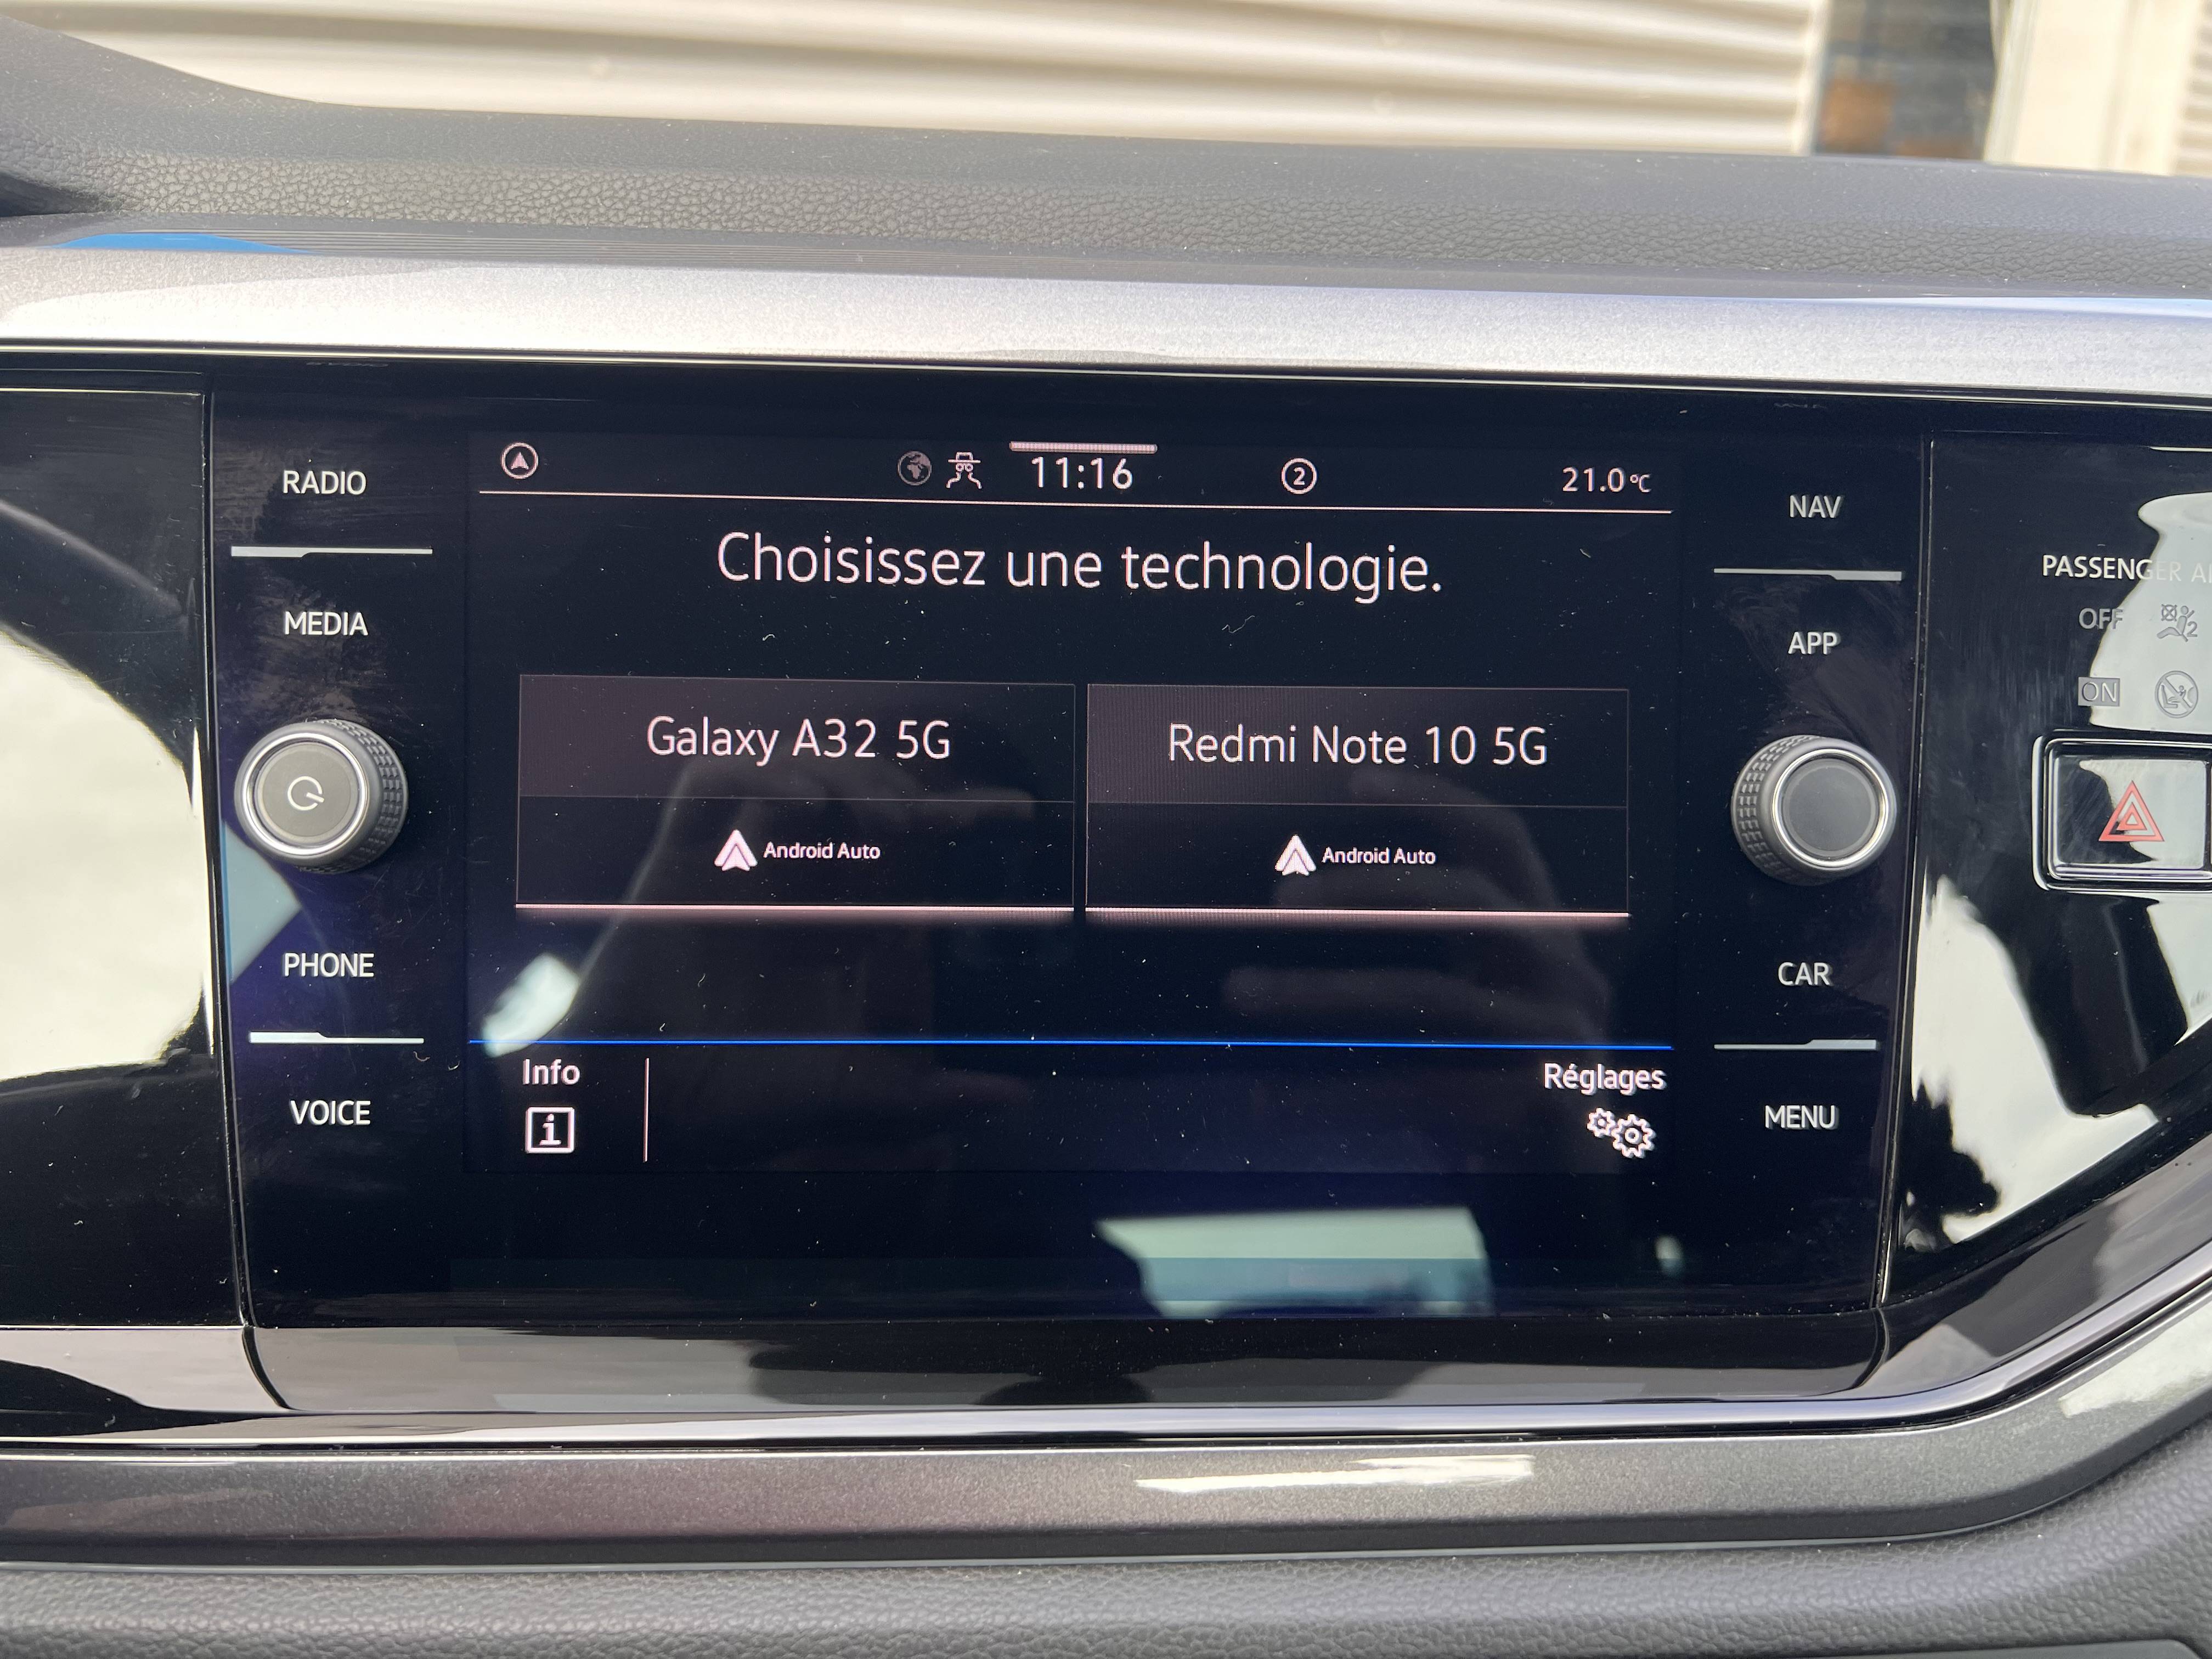 RADIO
MEDIA
PHONE
VOICE
11:16
2
21.0°C
Choisissez une technologie.
Galaxy A32 5G
Android Auto
Redmi Note 10 5G
Android Auto
Info
i
Réglages
NAV
APP
CAR
MENU
PASSENGER
OFF
ON